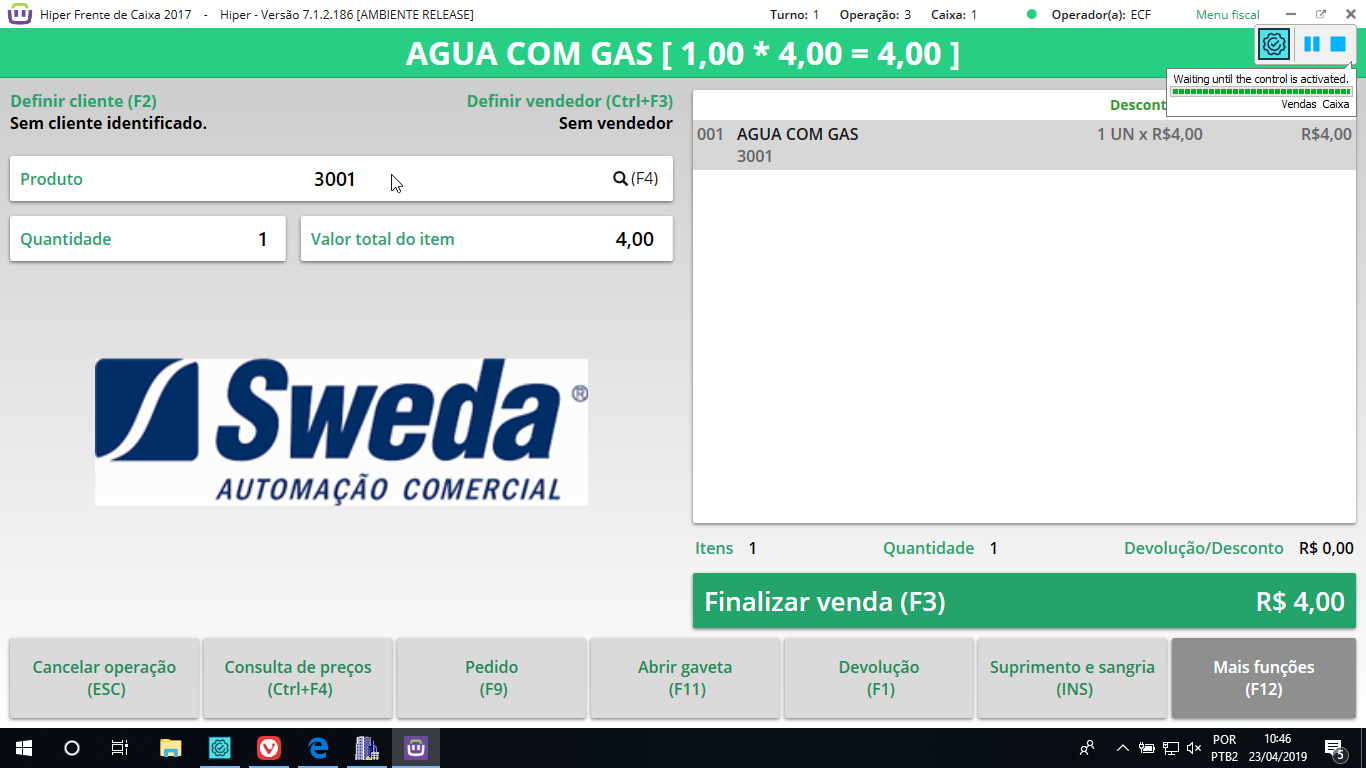 Hiper Frente de Caixa 2017 - Hiper - Versão 7.1.2.186 [AMBIENTE RELEASE] Turno: 1 Operação: 3 Caixa: 1 Operador(a): ECF Menu fiscal
AGUA COM GAS [ 1,00 * 4,00 = 4,00 ]
Waiting until the control is activated.
Vendas Caixa
Definir cliente (F2) Definir vendedor (Ctrl+F3)
Sem cliente identificado. Sem vendedor
Produto 3001 (F4)
Quantidade 1 Valor total do item 4,00
Sweda®
AUTOMAÇÃO COMERCIAL
Descont
001 AGUA COM GAS 1 UN x R$4,00 R$4,00
3001
Itens 1 Quantidade 1 Devolução/Desconto R$ 0,00
Finalizar venda (F3) R$ 4,00
Cancelar operação
(ESC)
Consulta de preços
(Ctrl+F4)
Pedido
(F9)
Abrir gaveta
(F11)
Devolução
(F1)
Suprimento e sangria
(INS)
Mais funções
(F12)
POR
PTB2
10:46
23/04/2019
5